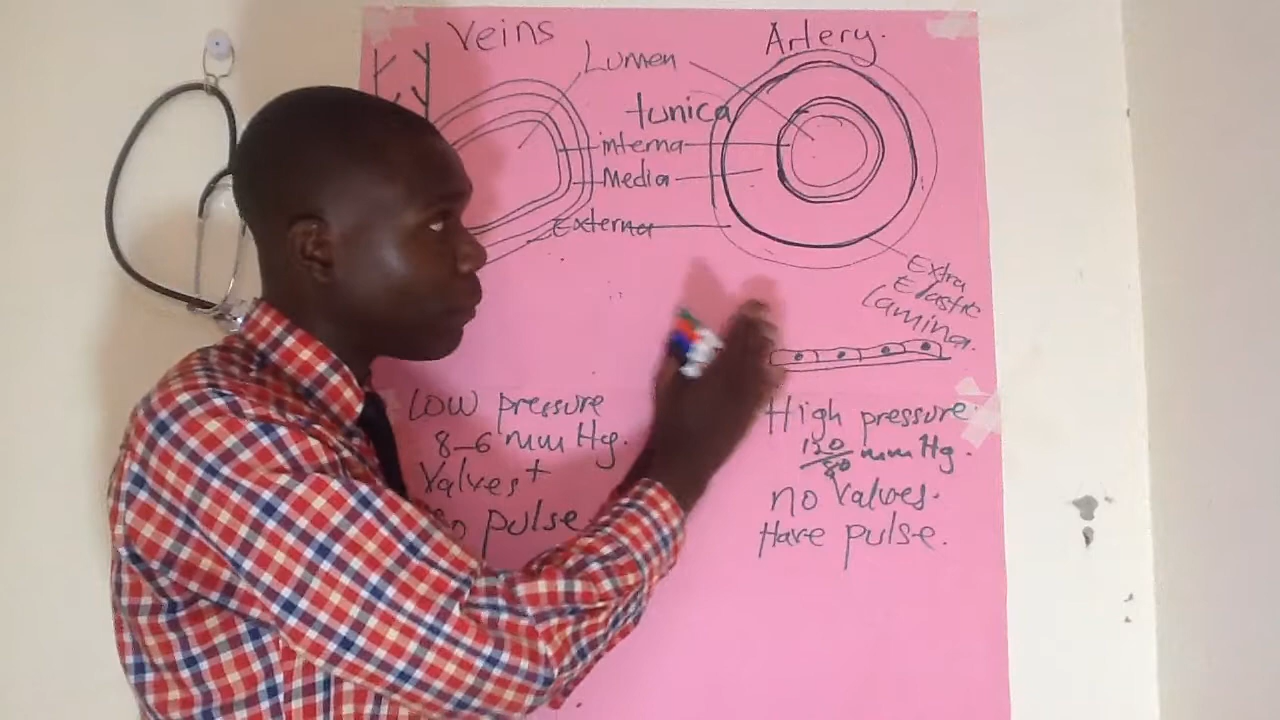 Veins
Artery.
Lumen
tunica
interna
Media
Externa
Extra
Elastic
Lamina.
Low pressure
8-6 mm Hg.
Valves +
pulse
High pressure
120/80 mm Hg.
no valves.
Have pulse.